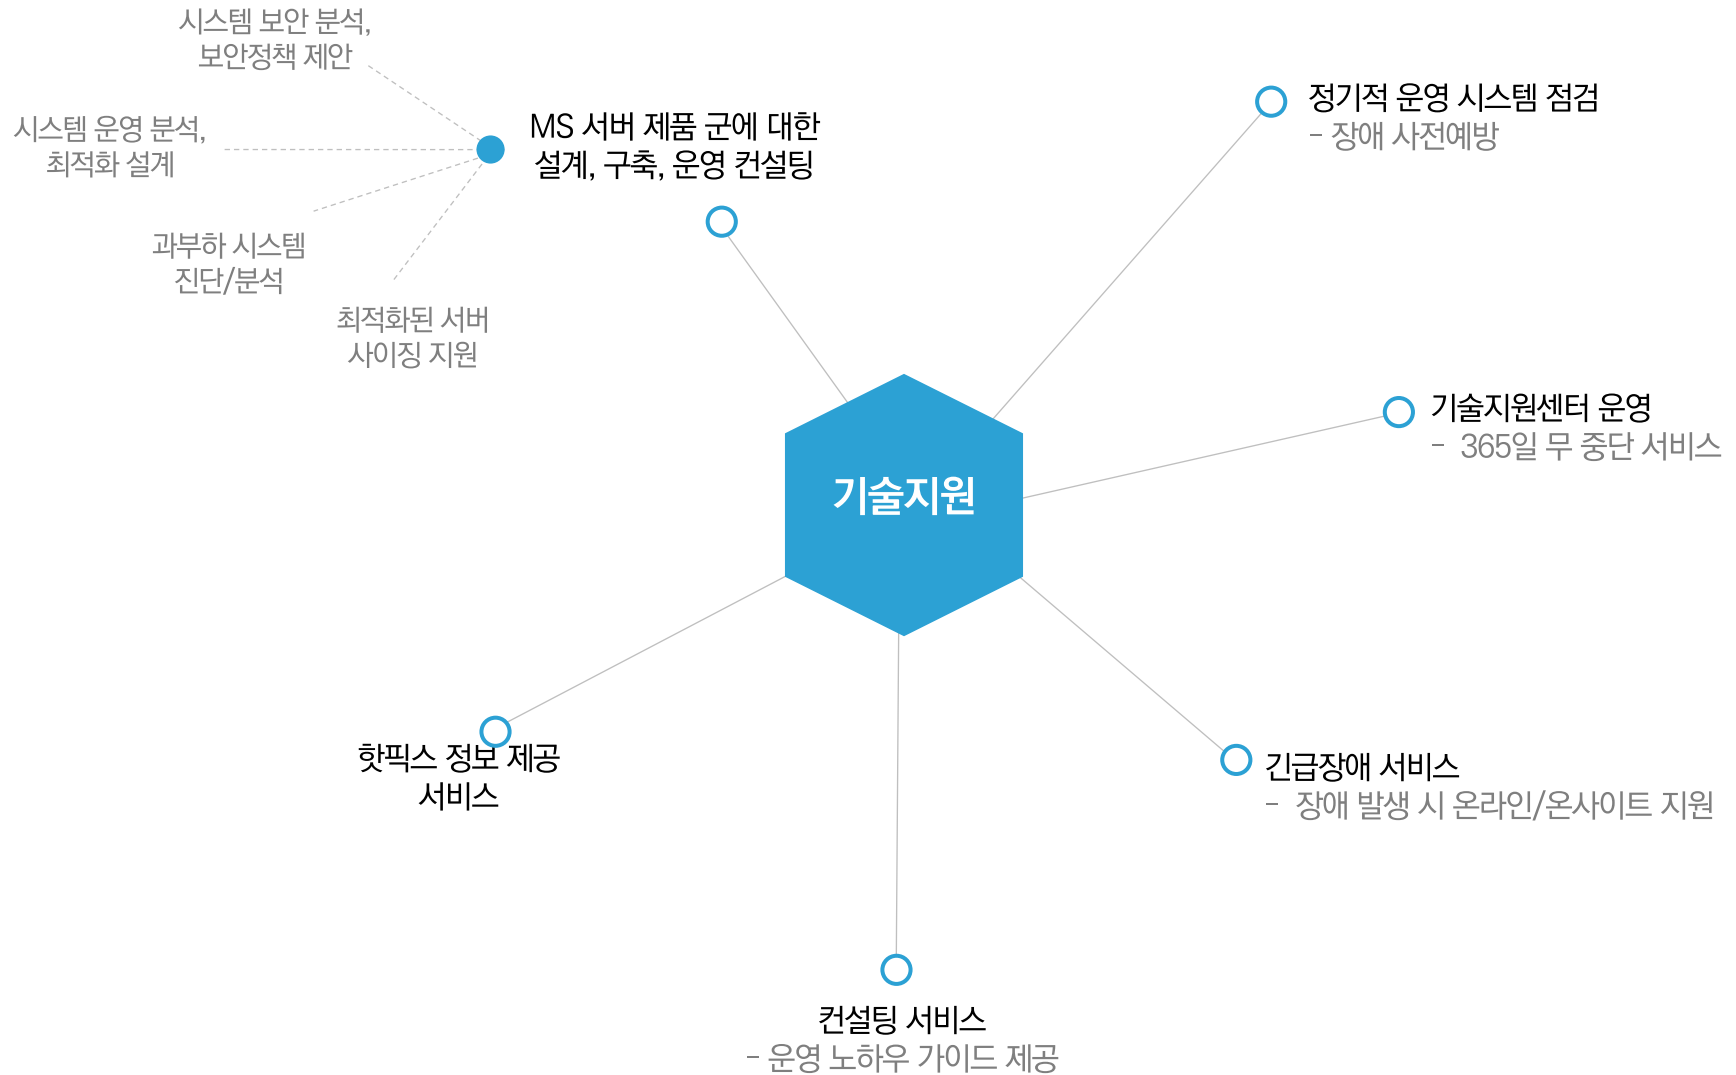 시스템 보안 분석,
보안정책 제안
시스템 운영 분석,
최적화 설계
과부하 시스템
진단/분석
최적화된 서버
사이징 지원
MS 서버 제품 군에 대한
설계, 구축, 운영 컨설팅
정기적 운영 시스템 점검
- 장애 사전예방
기술지원센터 운영
- 365일 무 중단 서비스
기술지원
긴급장애 서비스
- 장애 발생 시 온라인/온사이트 지원
핫픽스 정보 제공
서비스
컨설팅 서비스
- 운영 노하우 가이드 제공